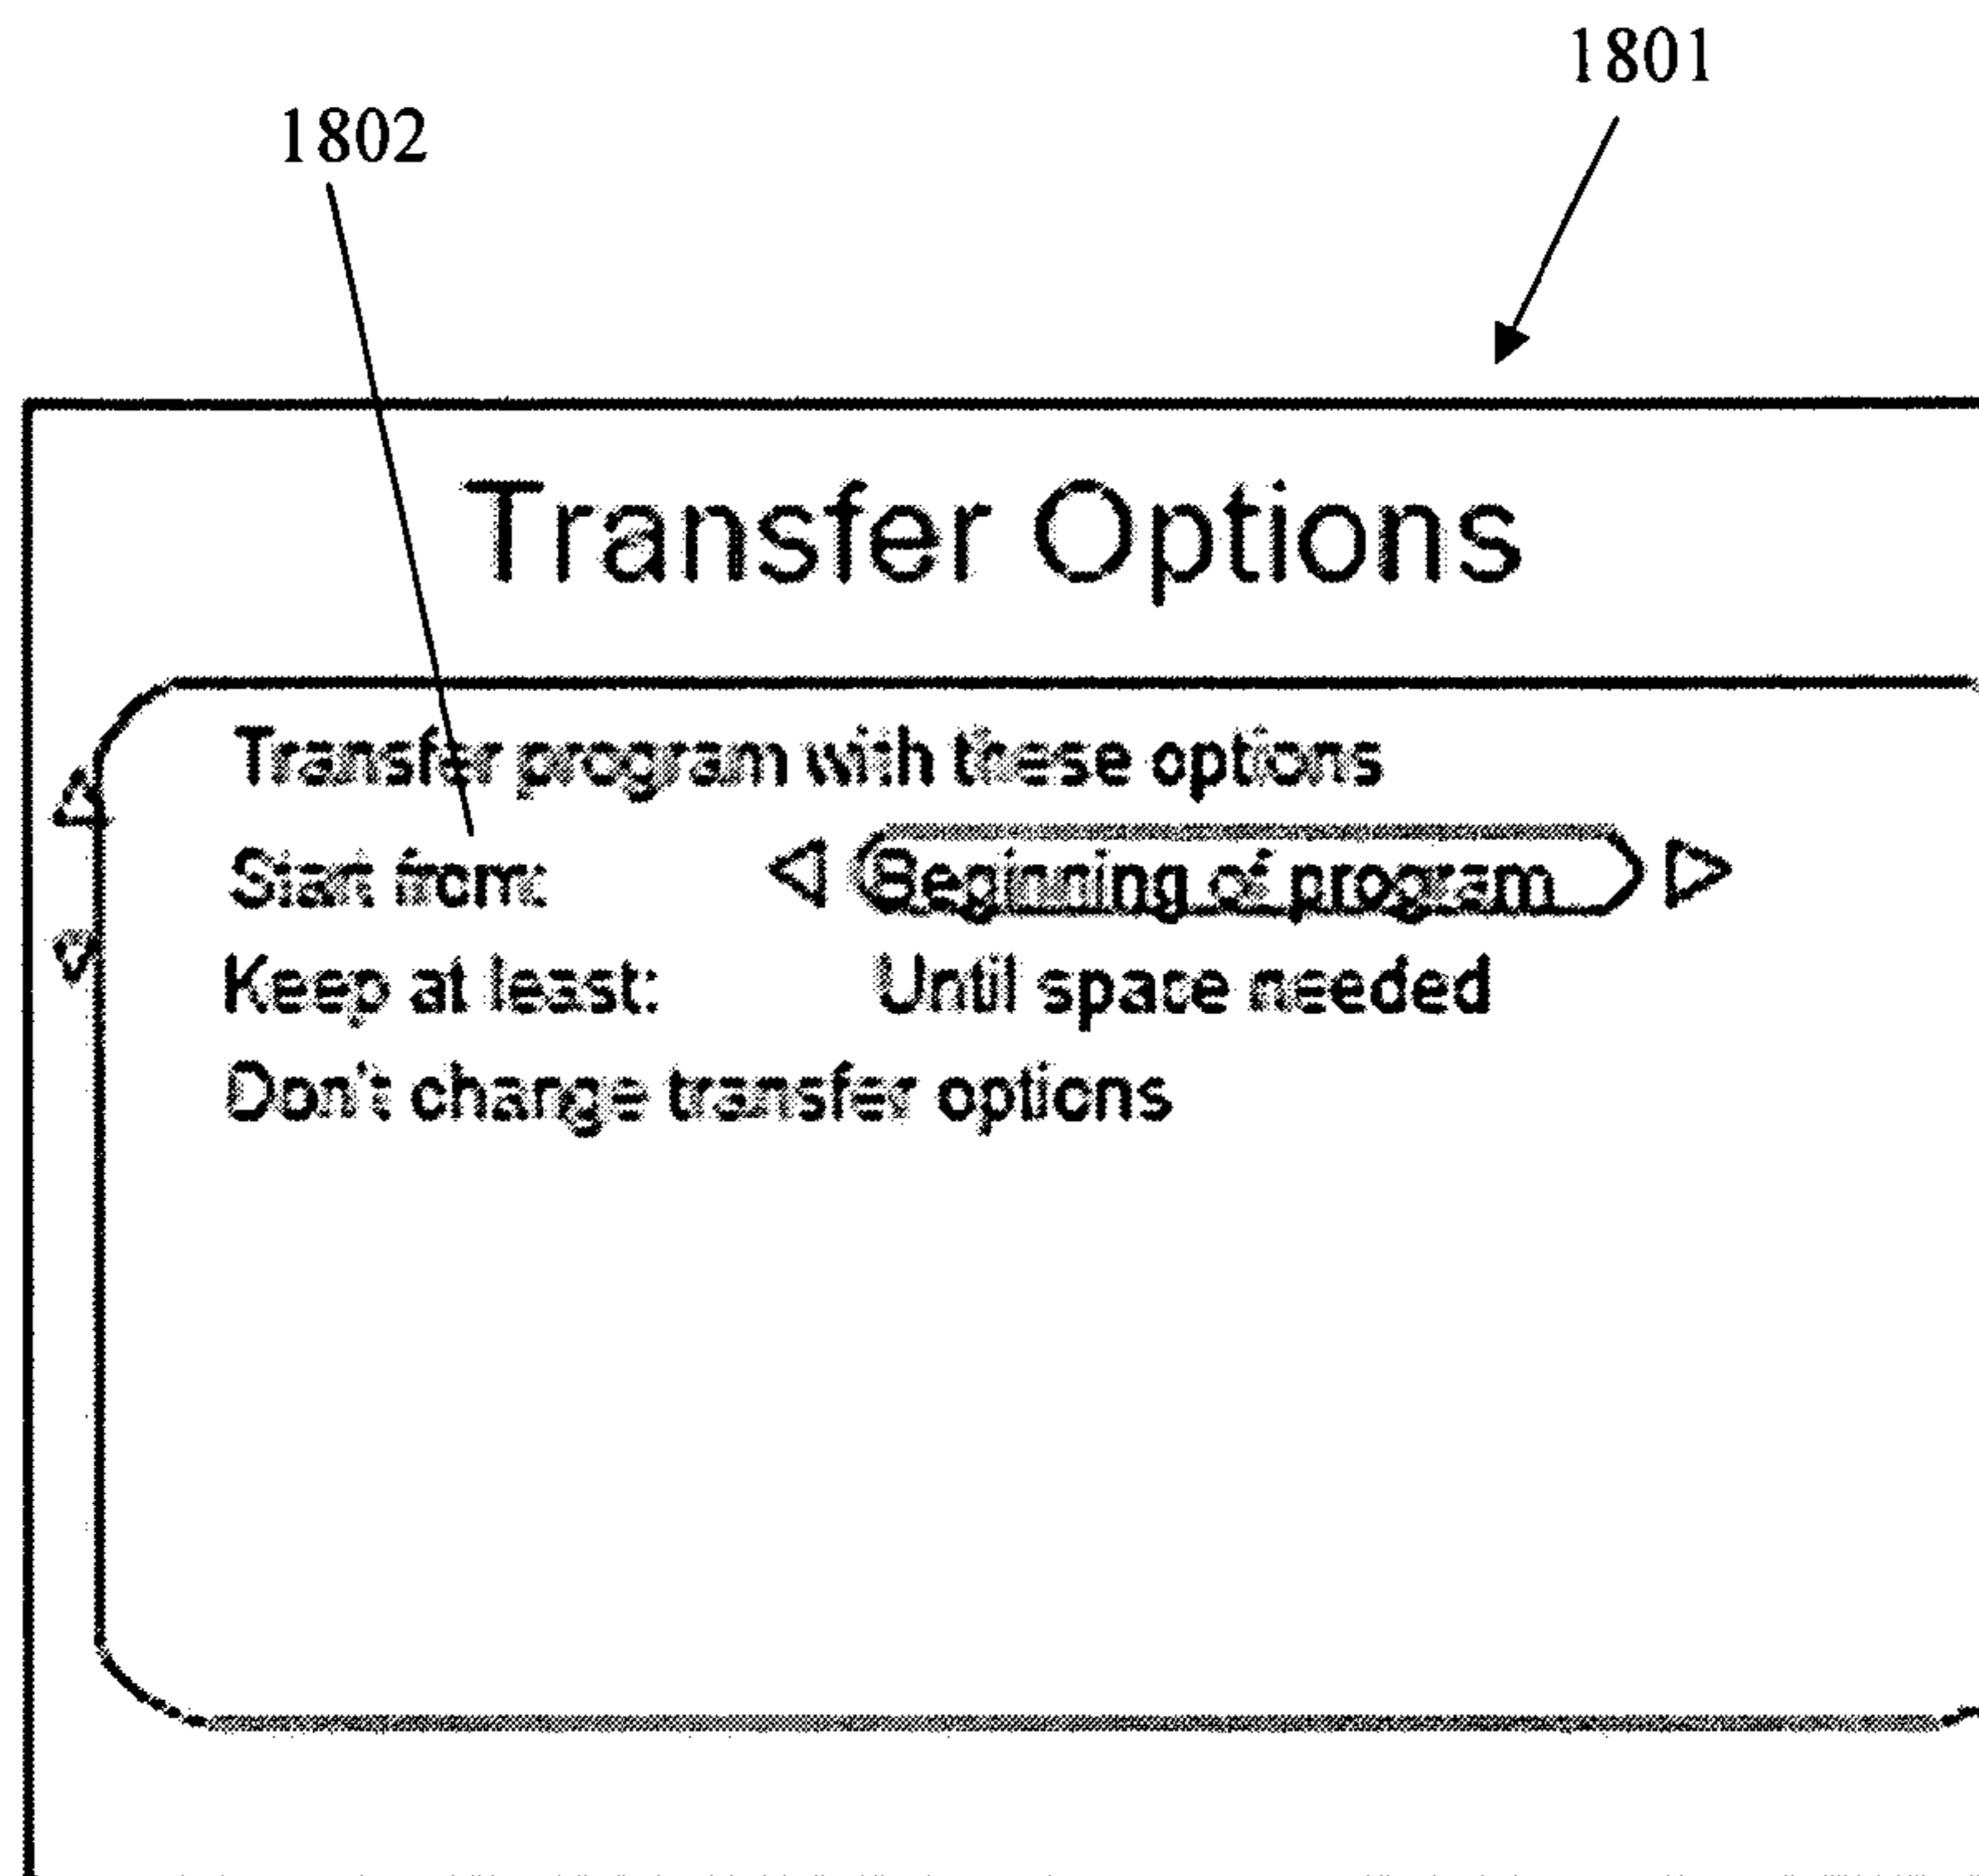 1801
1802
Transfer Options
Transfer program with these options
Start from: Beginning of program
Keep at least: Until space needed
Don't change transfer options